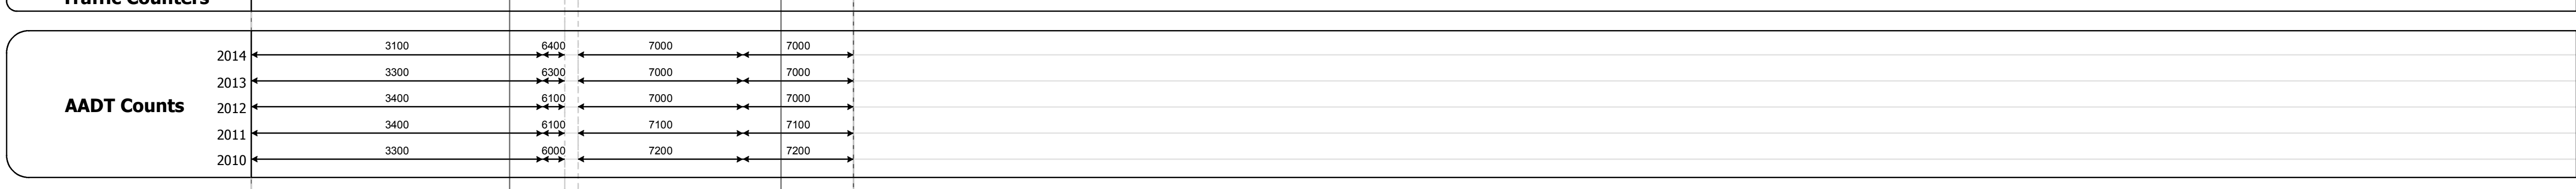 Traffic Counters
2014 3100 6400 7000 7000
2013 3300 6300 7000 7000
2012 3400 6100 7000 7000
AADT Counts
2011 3400 6100 7100 7100
2010 3300 6000 7200 7200